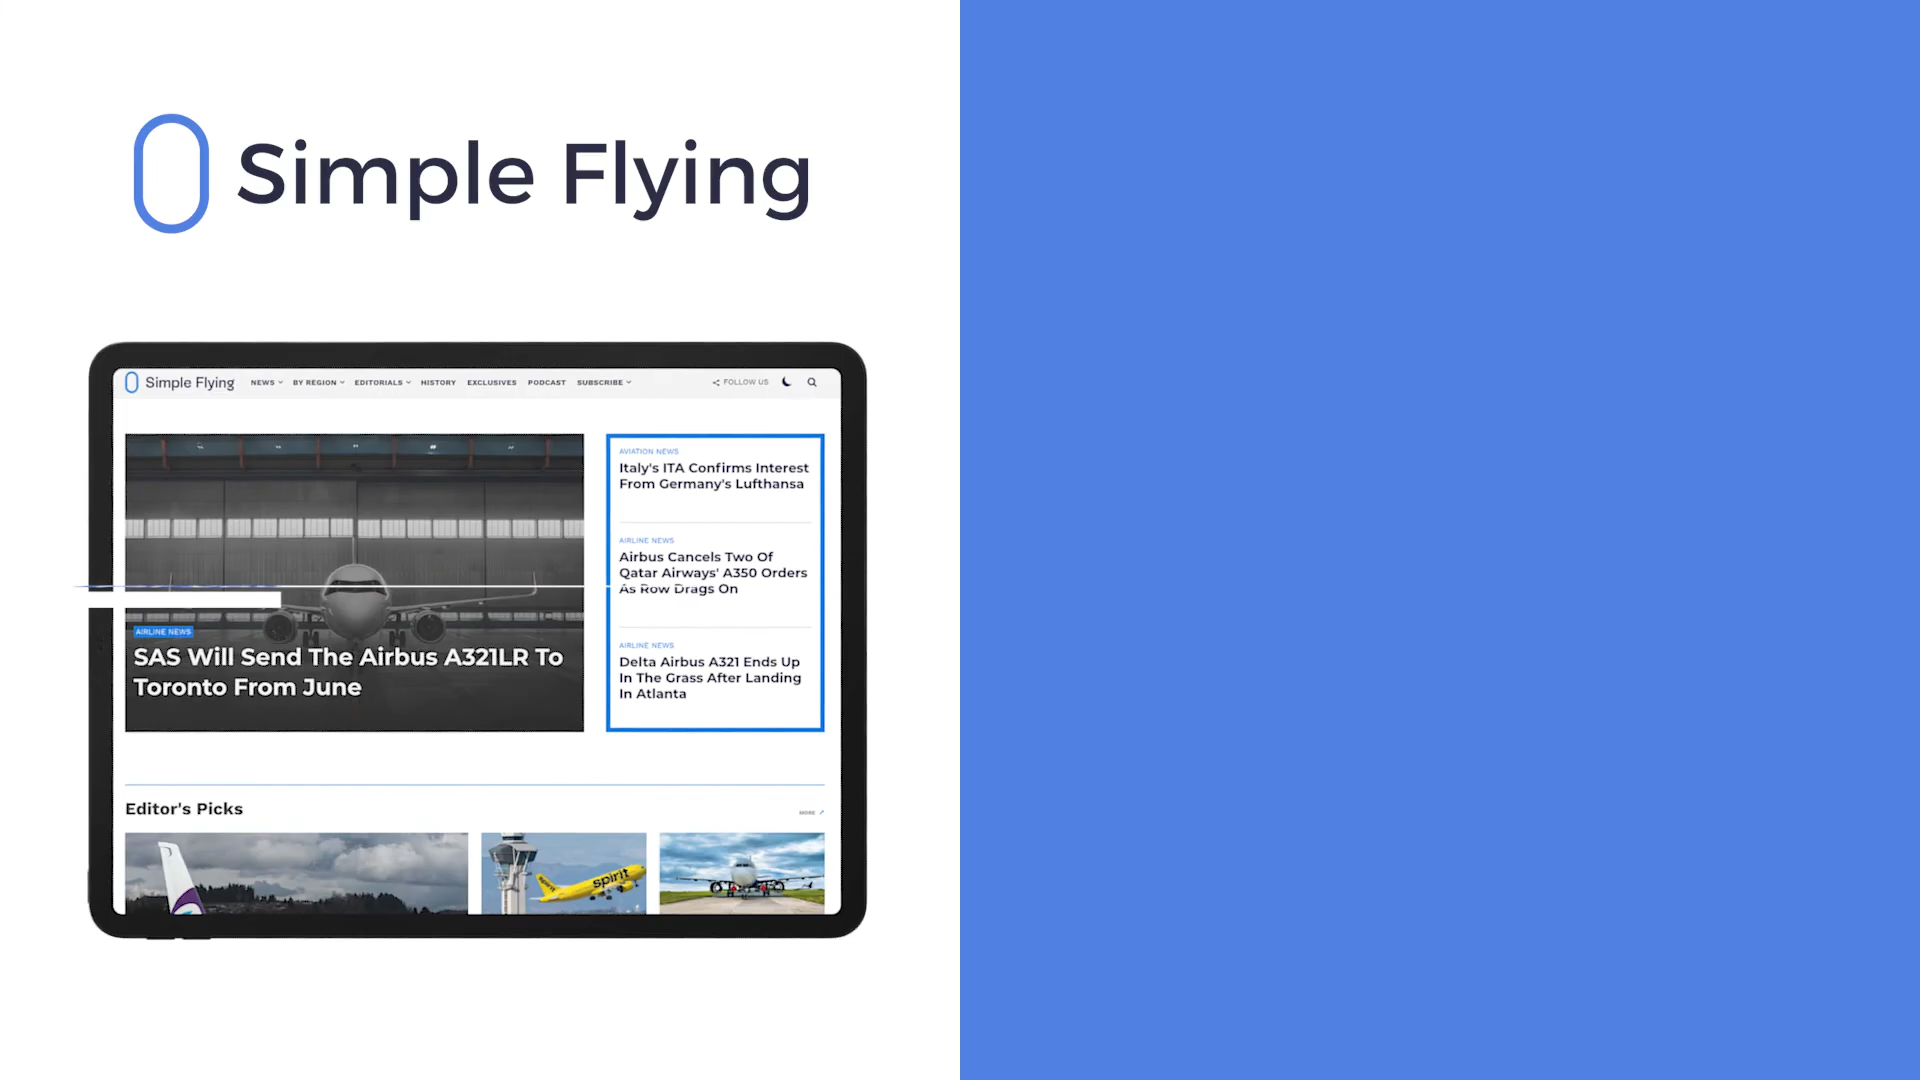 Simple Flying
Simple Flying
NEWS
BY REGION
EDITORIALS
HISTORY
EXCLUSIVES
PODCAST
SUBSCRIBE
FOLLOW US
AIRLINE NEWS
SAS Will Send The Airbus A321LR To
Toronto From June
AVIATION NEWS
Italy's ITA Confirms Interest
From Germany's Lufthansa
AIRLINE NEWS
Airbus Cancels Two Of
Qatar Airways' A350 Orders
As Row Drags On
AIRLINE NEWS
Delta Airbus A321 Ends Up
In The Grass After Landing
In Atlanta
Editor's Picks
MORE
spirit
spirit